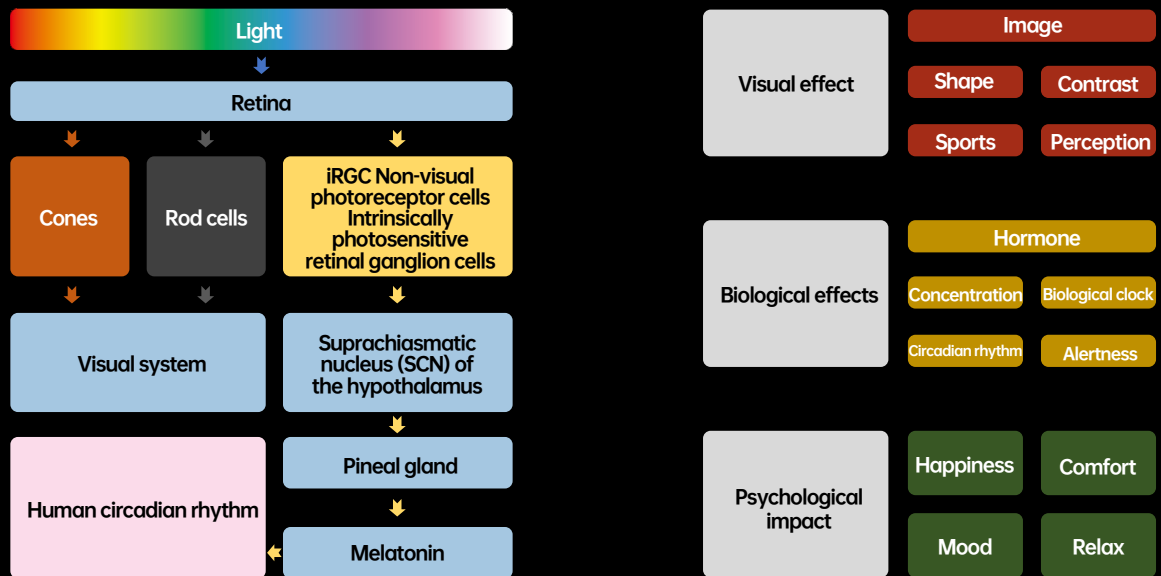 Light
Retina
Cones
Rod cells
iRGC Non-visual
photoreceptor cells
Intrinsically
photosensitive
retinal ganglion cells
Visual system
Suprachiasmatic
nucleus (SCN) of
the hypothalamus
Pineal gland
Human circadian rhythm
Melatonin
Visual effect
Image
Shape
Contrast
Sports
Perception
Biological effects
Hormone
Concentration
Biological clock
Circadian rhythm
Alertness
Psychological
impact
Happiness
Comfort
Mood
Relax